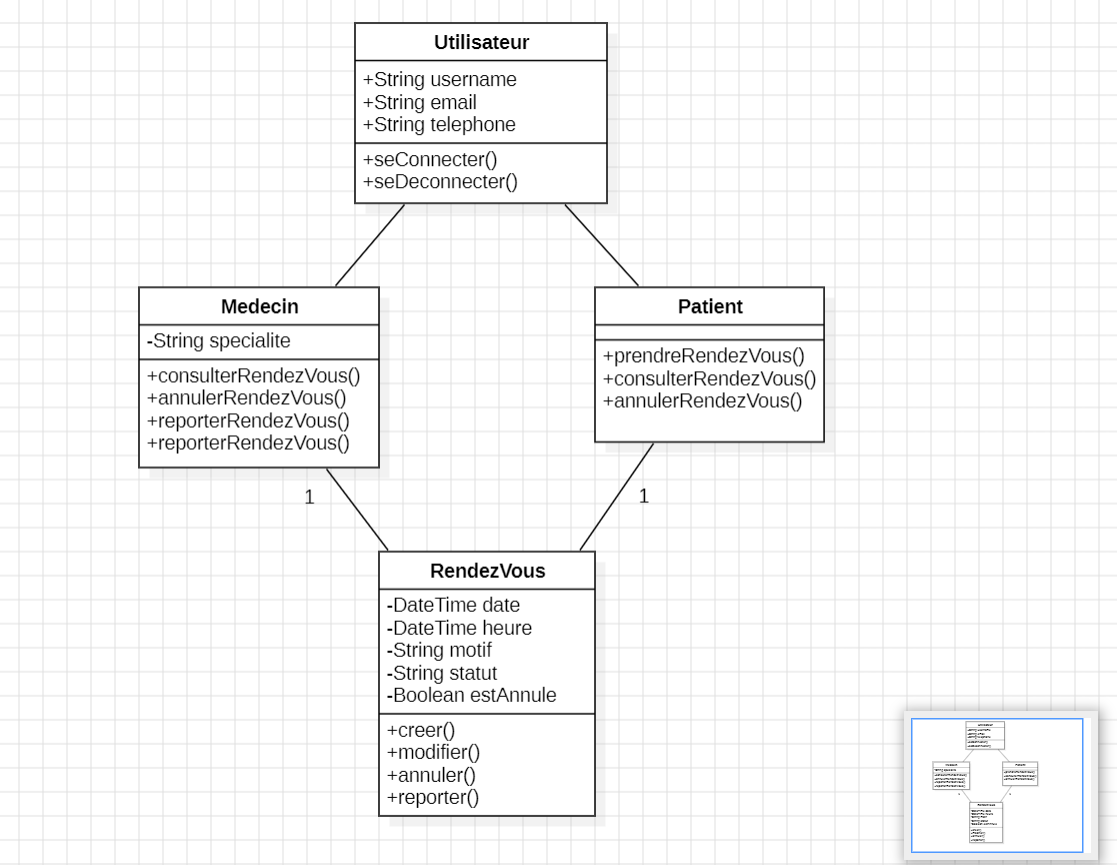 Utilisateur
+String username
+String email
+String telephone
+seConnecter()
+seDeconnecter()
Medecin
-String specialite
+consulterRendezVous()
+annulerRendezVous()
+reporterRendezVous()
+reporterRendezVous()
Patient
+prendreRendezVous()
+consulterRendezVous()
+annulerRendezVous()
1
1
RendezVous
-DateTime date
-DateTime heure
-String motif
-String statut
-Boolean estAnnule
+creer()
+modifier()
+annuler()
+reporter()